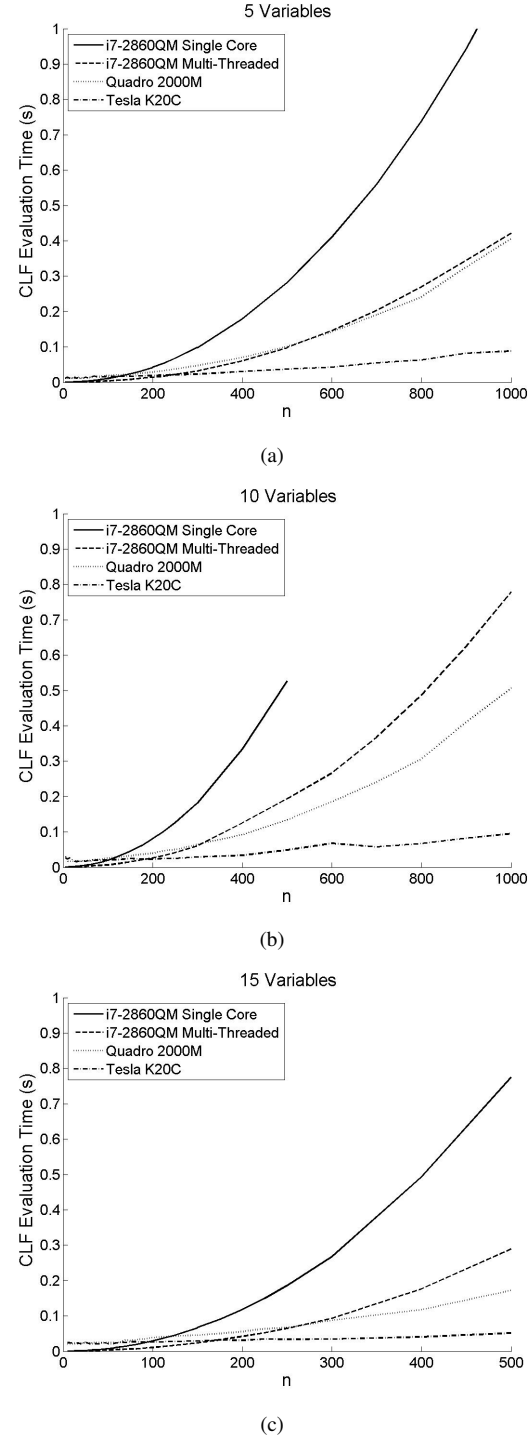 5 Variables
i7-2860QM Single Core
i7-2860QM Multi-Threaded
Quadro 2000M
Tesla K20C
CLF Evaluation Time (s)
1
0.9
0.8
0.7
0.6
0.5
0.4
0.3
0.2
0.1
0
0 200 400 600 800 1000
n
(a)
10 Variables
i7-2860QM Single Core
i7-2860QM Multi-Threaded
Quadro 2000M
Tesla K20C
CLF Evaluation Time (s)
1
0.9
0.8
0.7
0.6
0.5
0.4
0.3
0.2
0.1
0
0 200 400 600 800 1000
n
(b)
15 Variables
i7-2860QM Single Core
i7-2860QM Multi-Threaded
Quadro 2000M
Tesla K20C
CLF Evaluation Time (s)
1
0.9
0.8
0.7
0.6
0.5
0.4
0.3
0.2
0.1
0
0 100 200 300 400 500
n
(c)